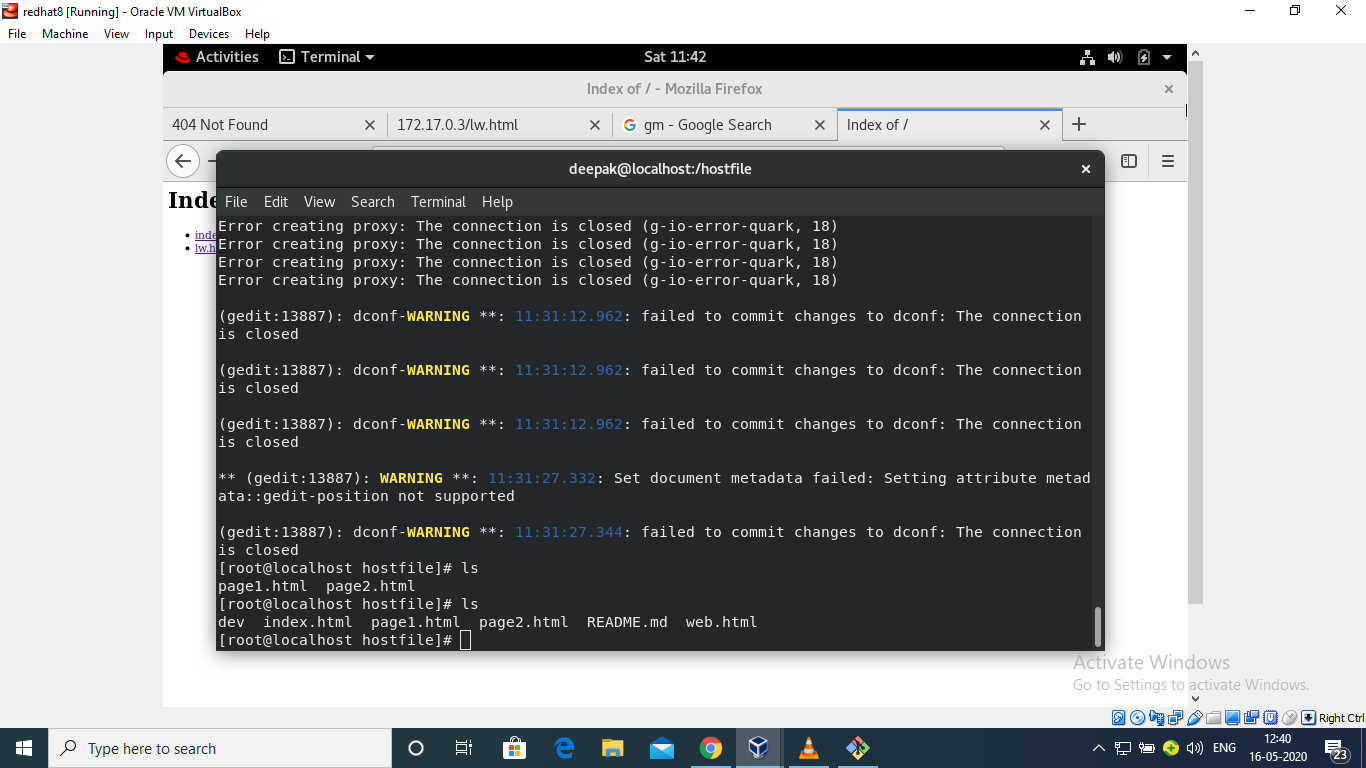 redhat8 [Running] - Oracle VM VirtualBox
File Machine View Input Devices Help
Activities Terminal Sat 11:42
Index of / - Mozilla Firefox
404 Not Found 172.17.0.3/lw.html gm - Google Search Index of /
deepak@localhost:/hostfile
File Edit View Search Terminal Help
Error creating proxy: The connection is closed (g-io-error-quark, 18)
Error creating proxy: The connection is closed (g-io-error-quark, 18)
Error creating proxy: The connection is closed (g-io-error-quark, 18)
Error creating proxy: The connection is closed (g-io-error-quark, 18)
(gedit:13887): dconf-WARNING **: 11:31:12.962: failed to commit changes to dconf: The connection
is closed
(gedit:13887): dconf-WARNING **: 11:31:12.962: failed to commit changes to dconf: The connection
is closed
(gedit:13887): dconf-WARNING **: 11:31:12.962: failed to commit changes to dconf: The connection
is closed
** (gedit:13887): WARNING **: 11:31:27.332: Set document metadata failed: Setting attribute metad
ata::gedit-position not supported
(gedit:13887): dconf-WARNING **: 11:31:27.344: failed to commit changes to dconf: The connection
is closed
[root@localhost hostfile]# ls
page1.html page2.html
[root@localhost hostfile]# ls
dev index.html page1.html page2.html README.md web.html
[root@localhost hostfile]#
Inde
inde
lw.h
Activate Windows
Go to Settings to activate Windows.
Right Ctrl
Type here to search
ENG
12:40
16-05-2020
23